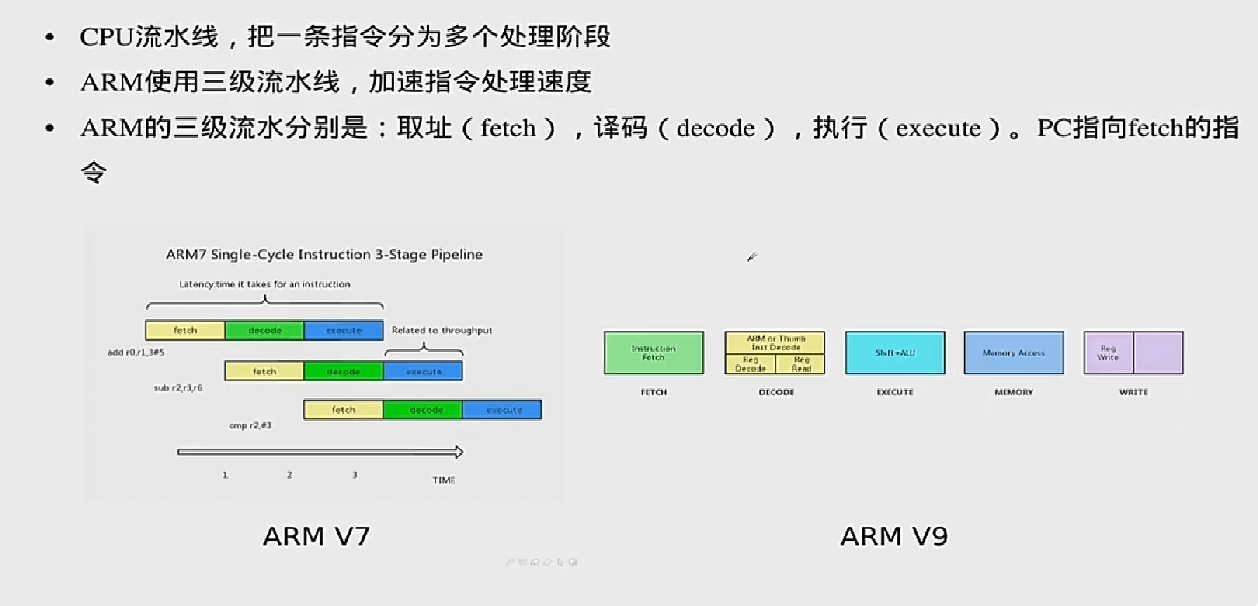 CPU流水线，把一条指令分为多个处理阶段
ARM使用三级流水线，加速指令处理速度
ARM的三级流水分别是：取址（fetch），译码（decode），执行（execute）。PC指向fetch的指
令
ARM7 Single-Cycle Instruction 3-Stage Pipeline
Latency:time it takes for an instruction
fetch decode execute
Related to throughput
add r0,r1,3#5
fetch decode execute
sub r2,r3,r6
fetch decode execute
cmp r2,#3
1 2 3 TIME
Instruction
Fetch
ARM or Thumb
Inst Decode
Reg
Decode
Reg
Read
Shift+ALU
Memory Access
Reg
Write
FETCH DECODE EXECUTE MEMORY WRITE
ARM V7
ARM V9